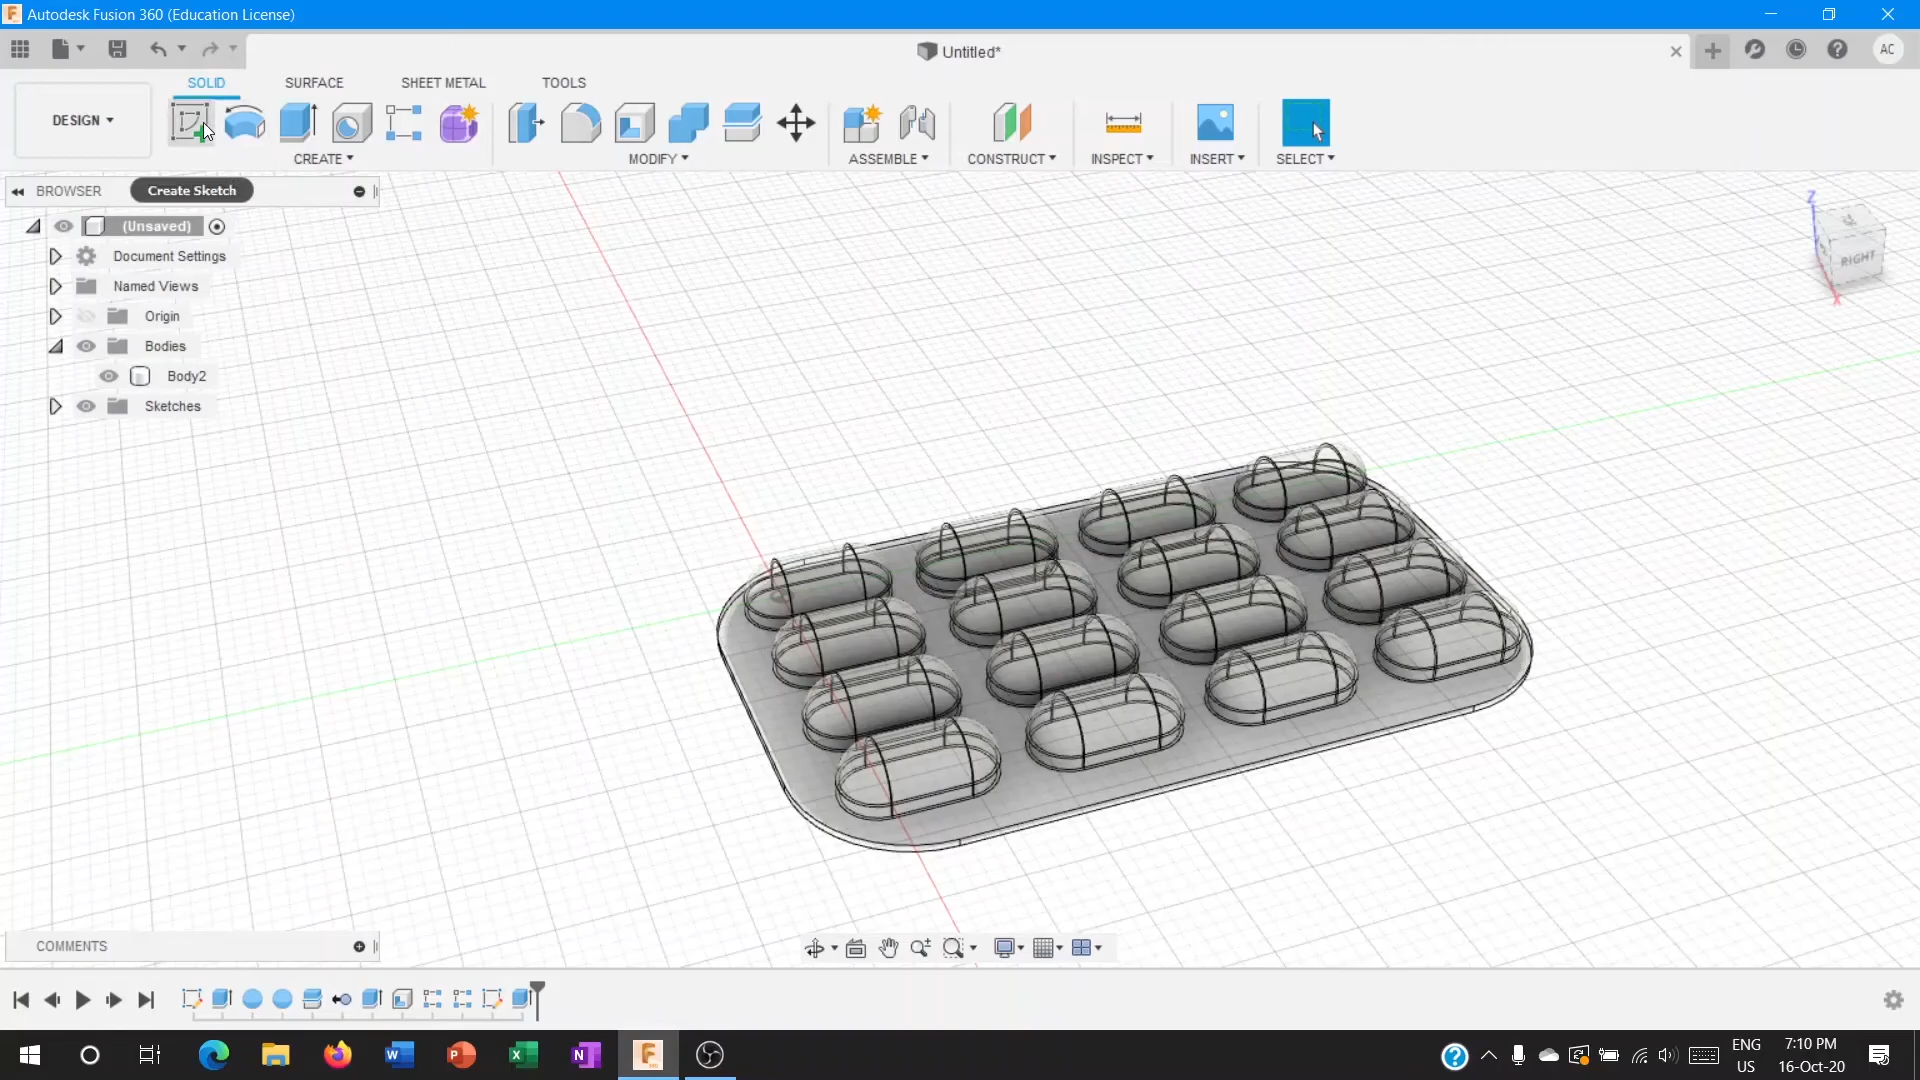 Autodesk Fusion 360 (Education License)
Untitled*
AC
DESIGN
SOLID
SURFACE
SHEET METAL
TOOLS
CREATE
MODIFY
ASSEMBLE
CONSTRUCT
INSPECT
INSERT
SELECT
BROWSER
Create Sketch
(Unsaved)
Document Settings
Named Views
Origin
Bodies
Body2
Sketches
Z
RIGHT
X
COMMENTS
ENG
US
7:10 PM
16-Oct-20